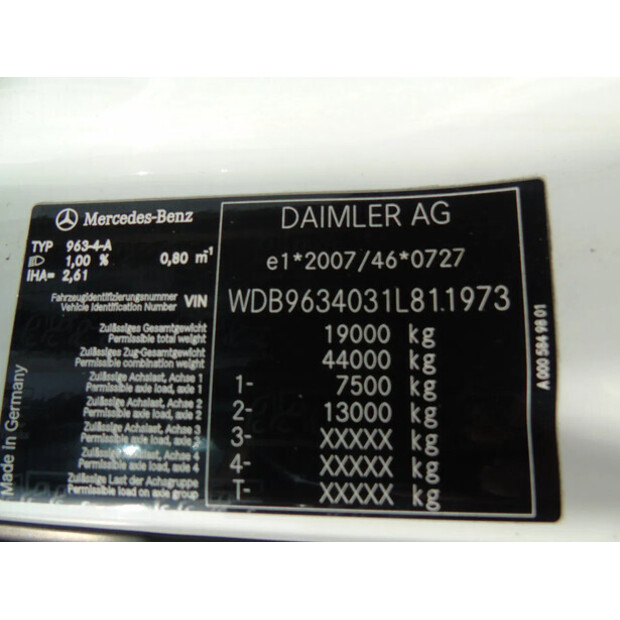 Mercedes-Benz
TYP 963-4-A
1,00 % 0,80 m⁻¹
IHA= 2,61
DAIMLER AG
e1*2007/46*0727
Fahrzeugidentifizierungsnummer
Vehicle Identification Number
VIN WDB9634031L811973
Zulässiges Gesamtgewicht
Permissible total weight
19000 kg
Zulässiges Zug-Gesamtgewicht
Permissible combination weight
44000 kg
Zulässige Achslast, Achse 1
Permissible axle load, axle 1
1- 7500 kg
Zulässige Achslast, Achse 2
Permissible axle load, axle 2
2- 13000 kg
Zulässige Achslast, Achse 3
Permissible axle load, axle 3
3- XXXXX kg
Zulässige Achslast, Achse 4
Permissible axle load, axle 4
4- XXXXX kg
Zulässige Last der Achsgruppe
Permissible load on axle group
T- XXXXX kg
Made in Germany
A 000 584 98 01